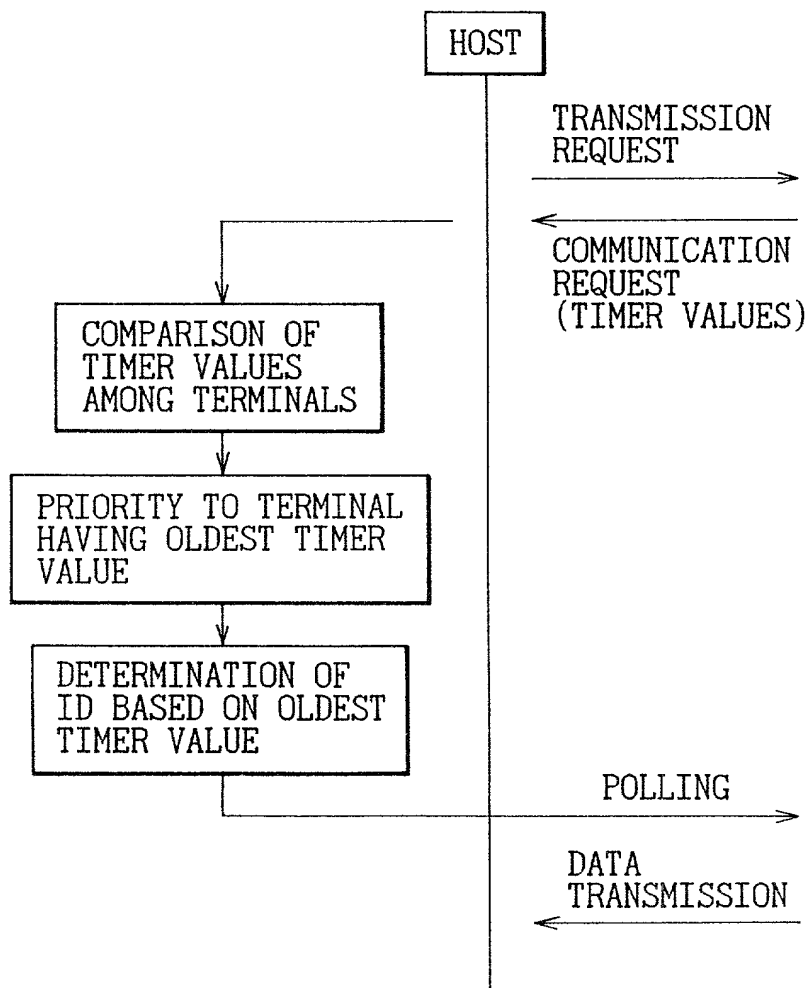 HOST
TRANSMISSION
REQUEST
COMMUNICATION
REQUEST
(TIMER VALUES)
COMPARISON OF
TIMER VALUES
AMONG TERMINALS
PRIORITY TO TERMINAL
HAVING OLDEST TIMER
VALUE
DETERMINATION OF
ID BASED ON OLDEST
TIMER VALUE
POLLING
DATA
TRANSMISSION